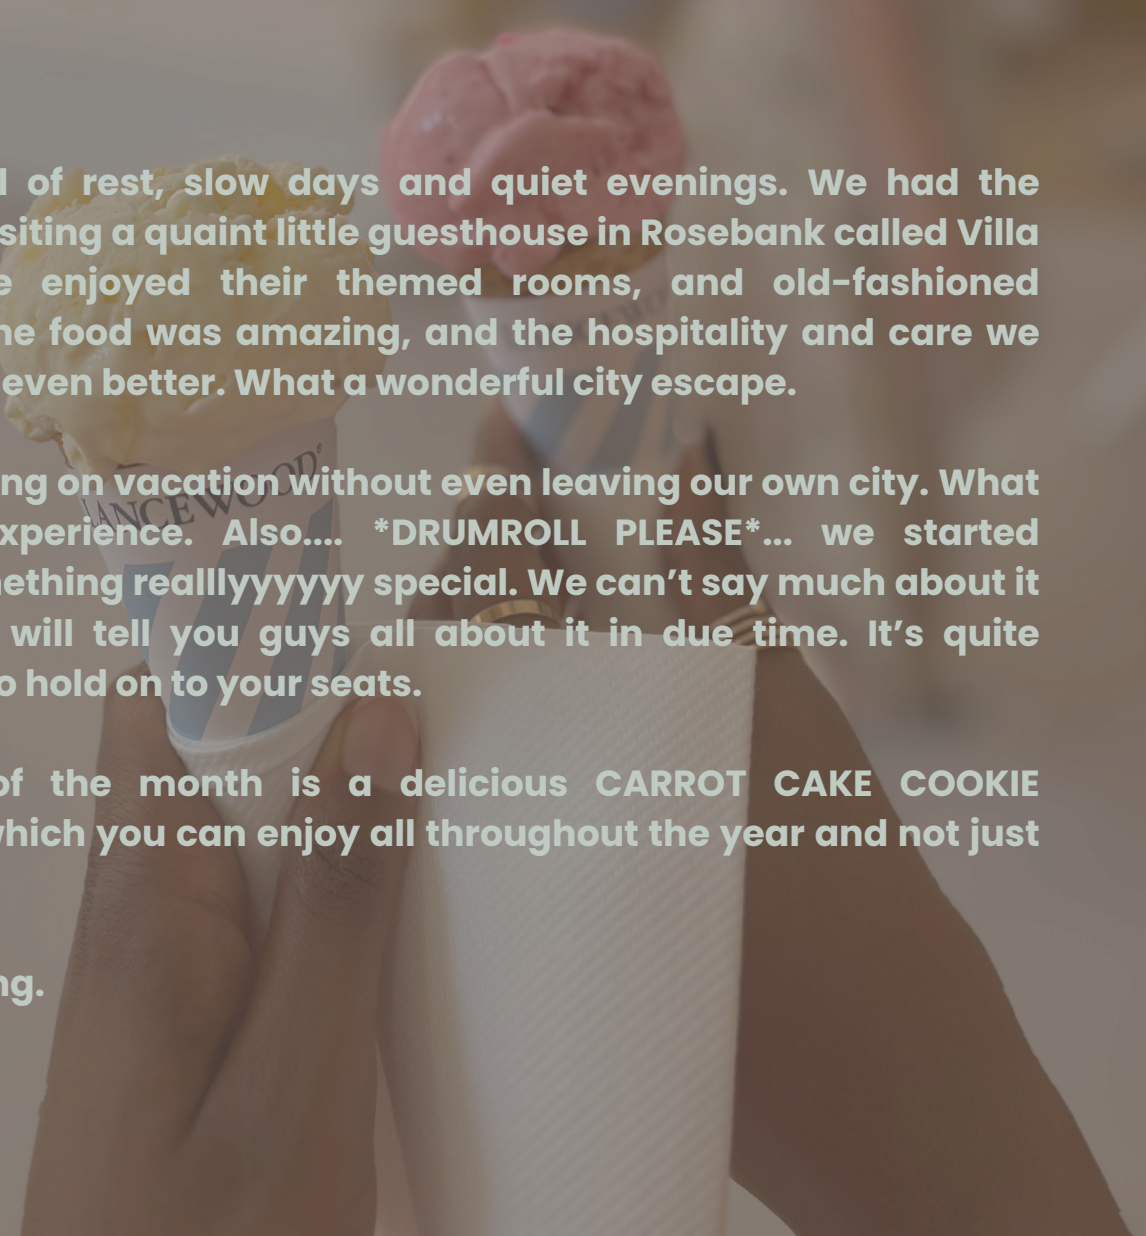 of rest, slow days and quiet evenings. We had the
siting a quaint little guesthouse in Rosebank called Villa
e enjoyed their themed rooms, and old-fashioned
he food was amazing, and the hospitality and care we
even better. What a wonderful city escape.
ng on vacation without even leaving our own city. What
xperience. Also.... *DRUMROLL PLEASE*... we started
ething realllyyyyyy special. We can't say much about it
will tell you guys all about it in due time. It's quite
o hold on to your seats.
of the month is a delicious CARROT CAKE COOKIE
which you can enjoy all throughout the year and not just
ng.
LANCEWOOD